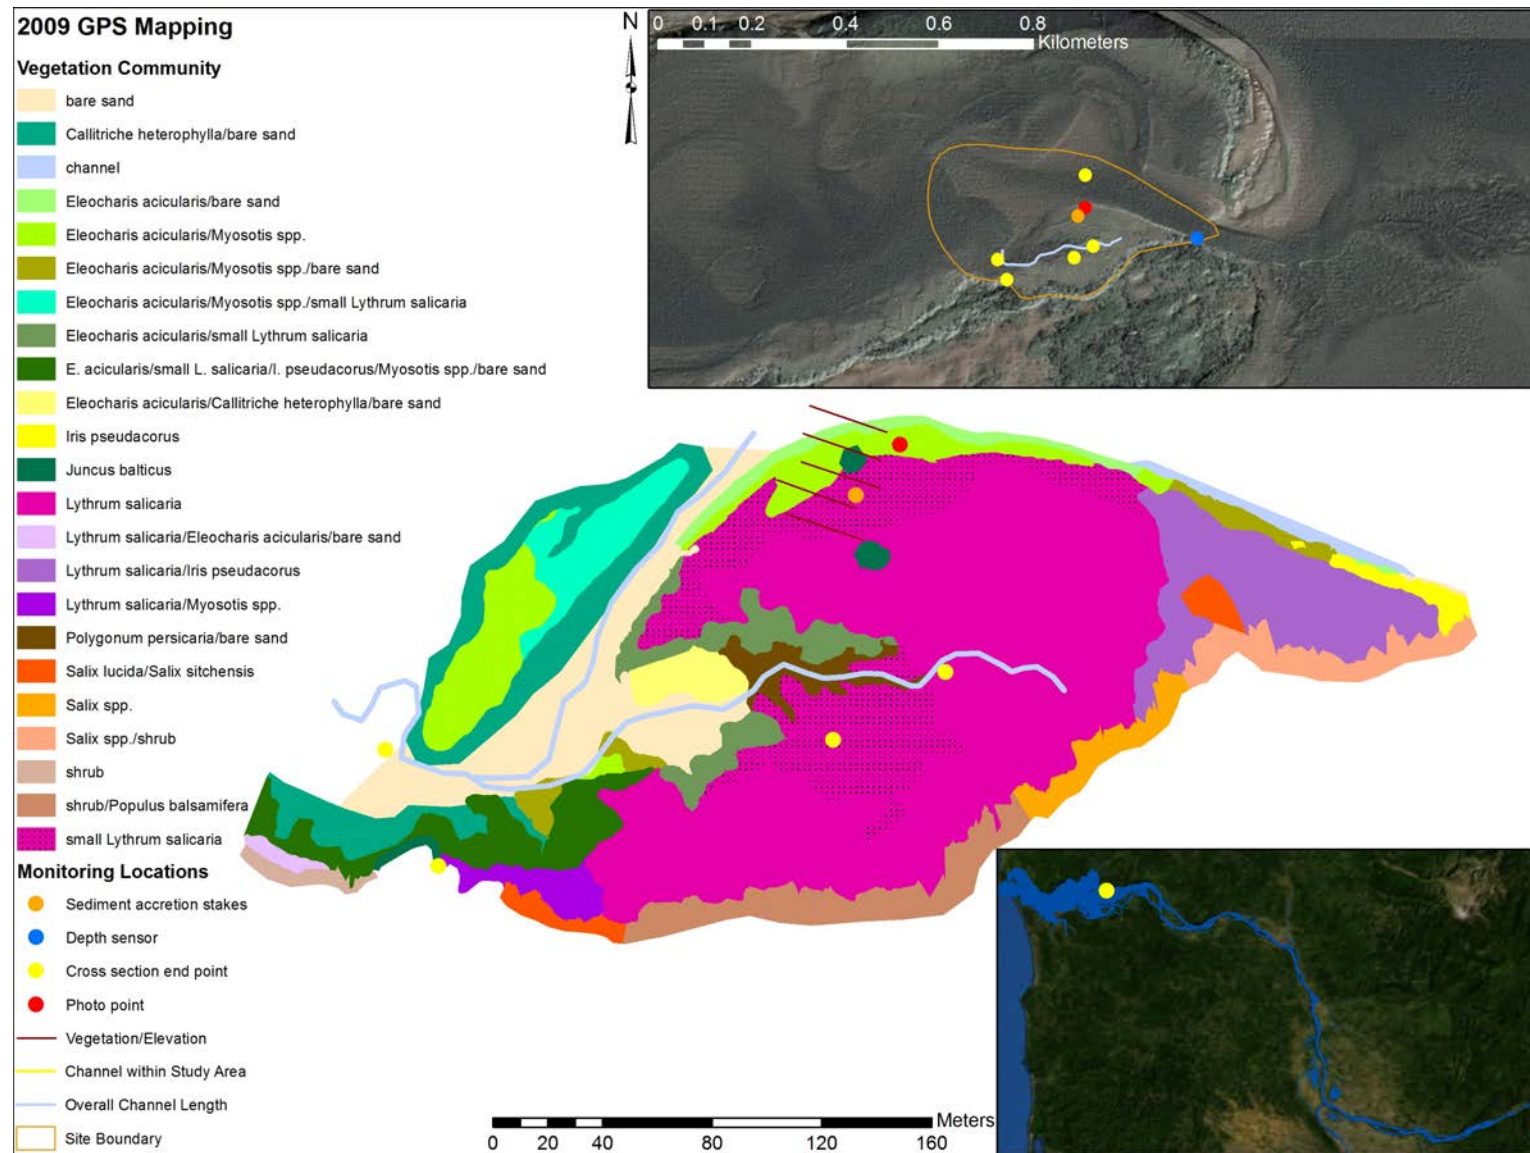 2009 GPS Mapping
Vegetation Community
bare sand
Callitriche heterophylla/bare sand
channel
Eleocharis acicularis/bare sand
Eleocharis acicularis/Myosotis spp.
Eleocharis acicularis/Myosotis spp./bare sand
Eleocharis acicularis/Myosotis spp./small Lythrum salicaria
Eleocharis acicularis/small Lythrum salicaria
E. acicularis/small L. salicaria/I. pseudacorus/Myosotis spp./bare sand
Eleocharis acicularis/Callitriche heterophylla/bare sand
Iris pseudacorus
Juncus balticus
Lythrum salicaria
Lythrum salicaria/Eleocharis acicularis/bare sand
Lythrum salicaria/Iris pseudacorus
Lythrum salicaria/Myosotis spp.
Polygonum persicaria/bare sand
Salix lucida/Salix sitchensis
Salix spp.
Salix spp./shrub
shrub
shrub/Populus balsamifera
small Lythrum salicaria
Monitoring Locations
Sediment accretion stakes
Depth sensor
Cross section end point
Photo point
Vegetation/Elevation
Channel within Study Area
Overall Channel Length
Site Boundary
N
0 0.1 0.2 0.4 0.6 0.8
Kilometers
Meters
0 20 40 80 120 160